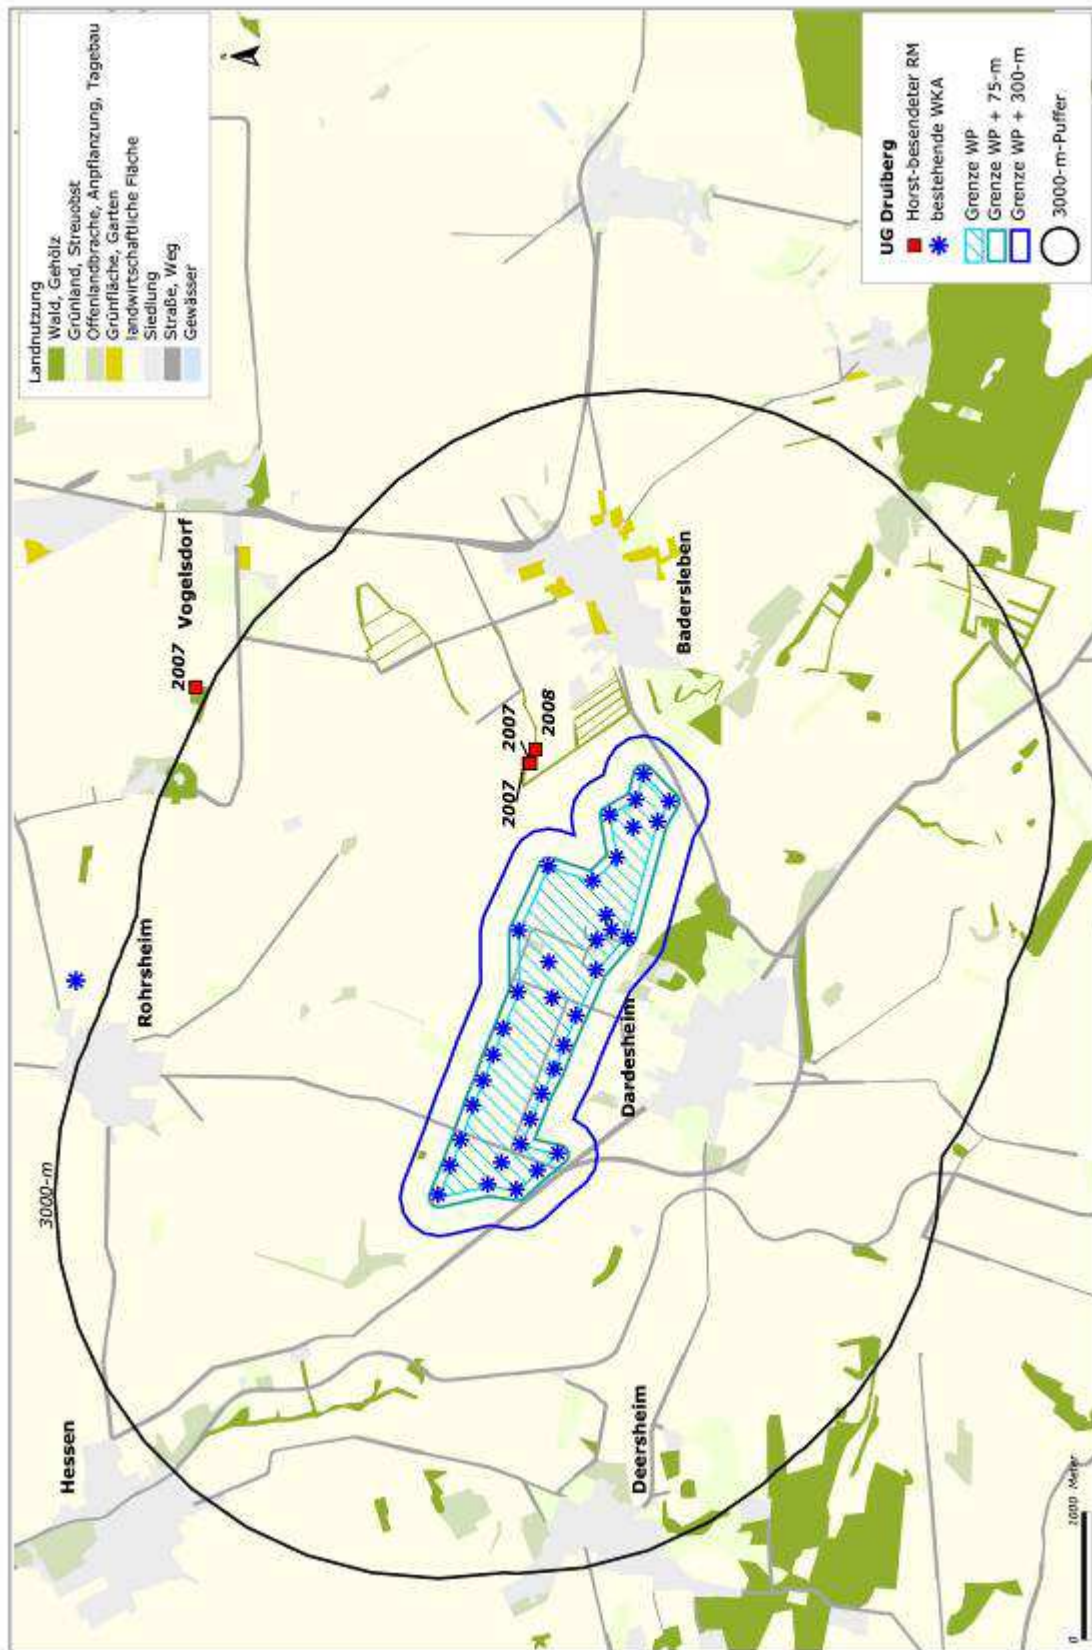 Landnutzung
Wald, Gehölz
Grünland, Streuobst
Offenlandbrache, Anpflanzung, Tagebau
Grünfläche, Garten
landwirtschaftliche Fläche
Siedlung
Straße, Weg
Gewässer
Hessen
3000-m
Rohrsheim
2007
Vogelsdorf
2007
2007
2008
Deersheim
Dardesheim
Badersleben
UG Druiberg
Horst-besendeter RM
bestehende WKA
Grenze WP
Grenze WP + 75-m
Grenze WP + 300-m
3000-m-Puffer
0
1000 Meter